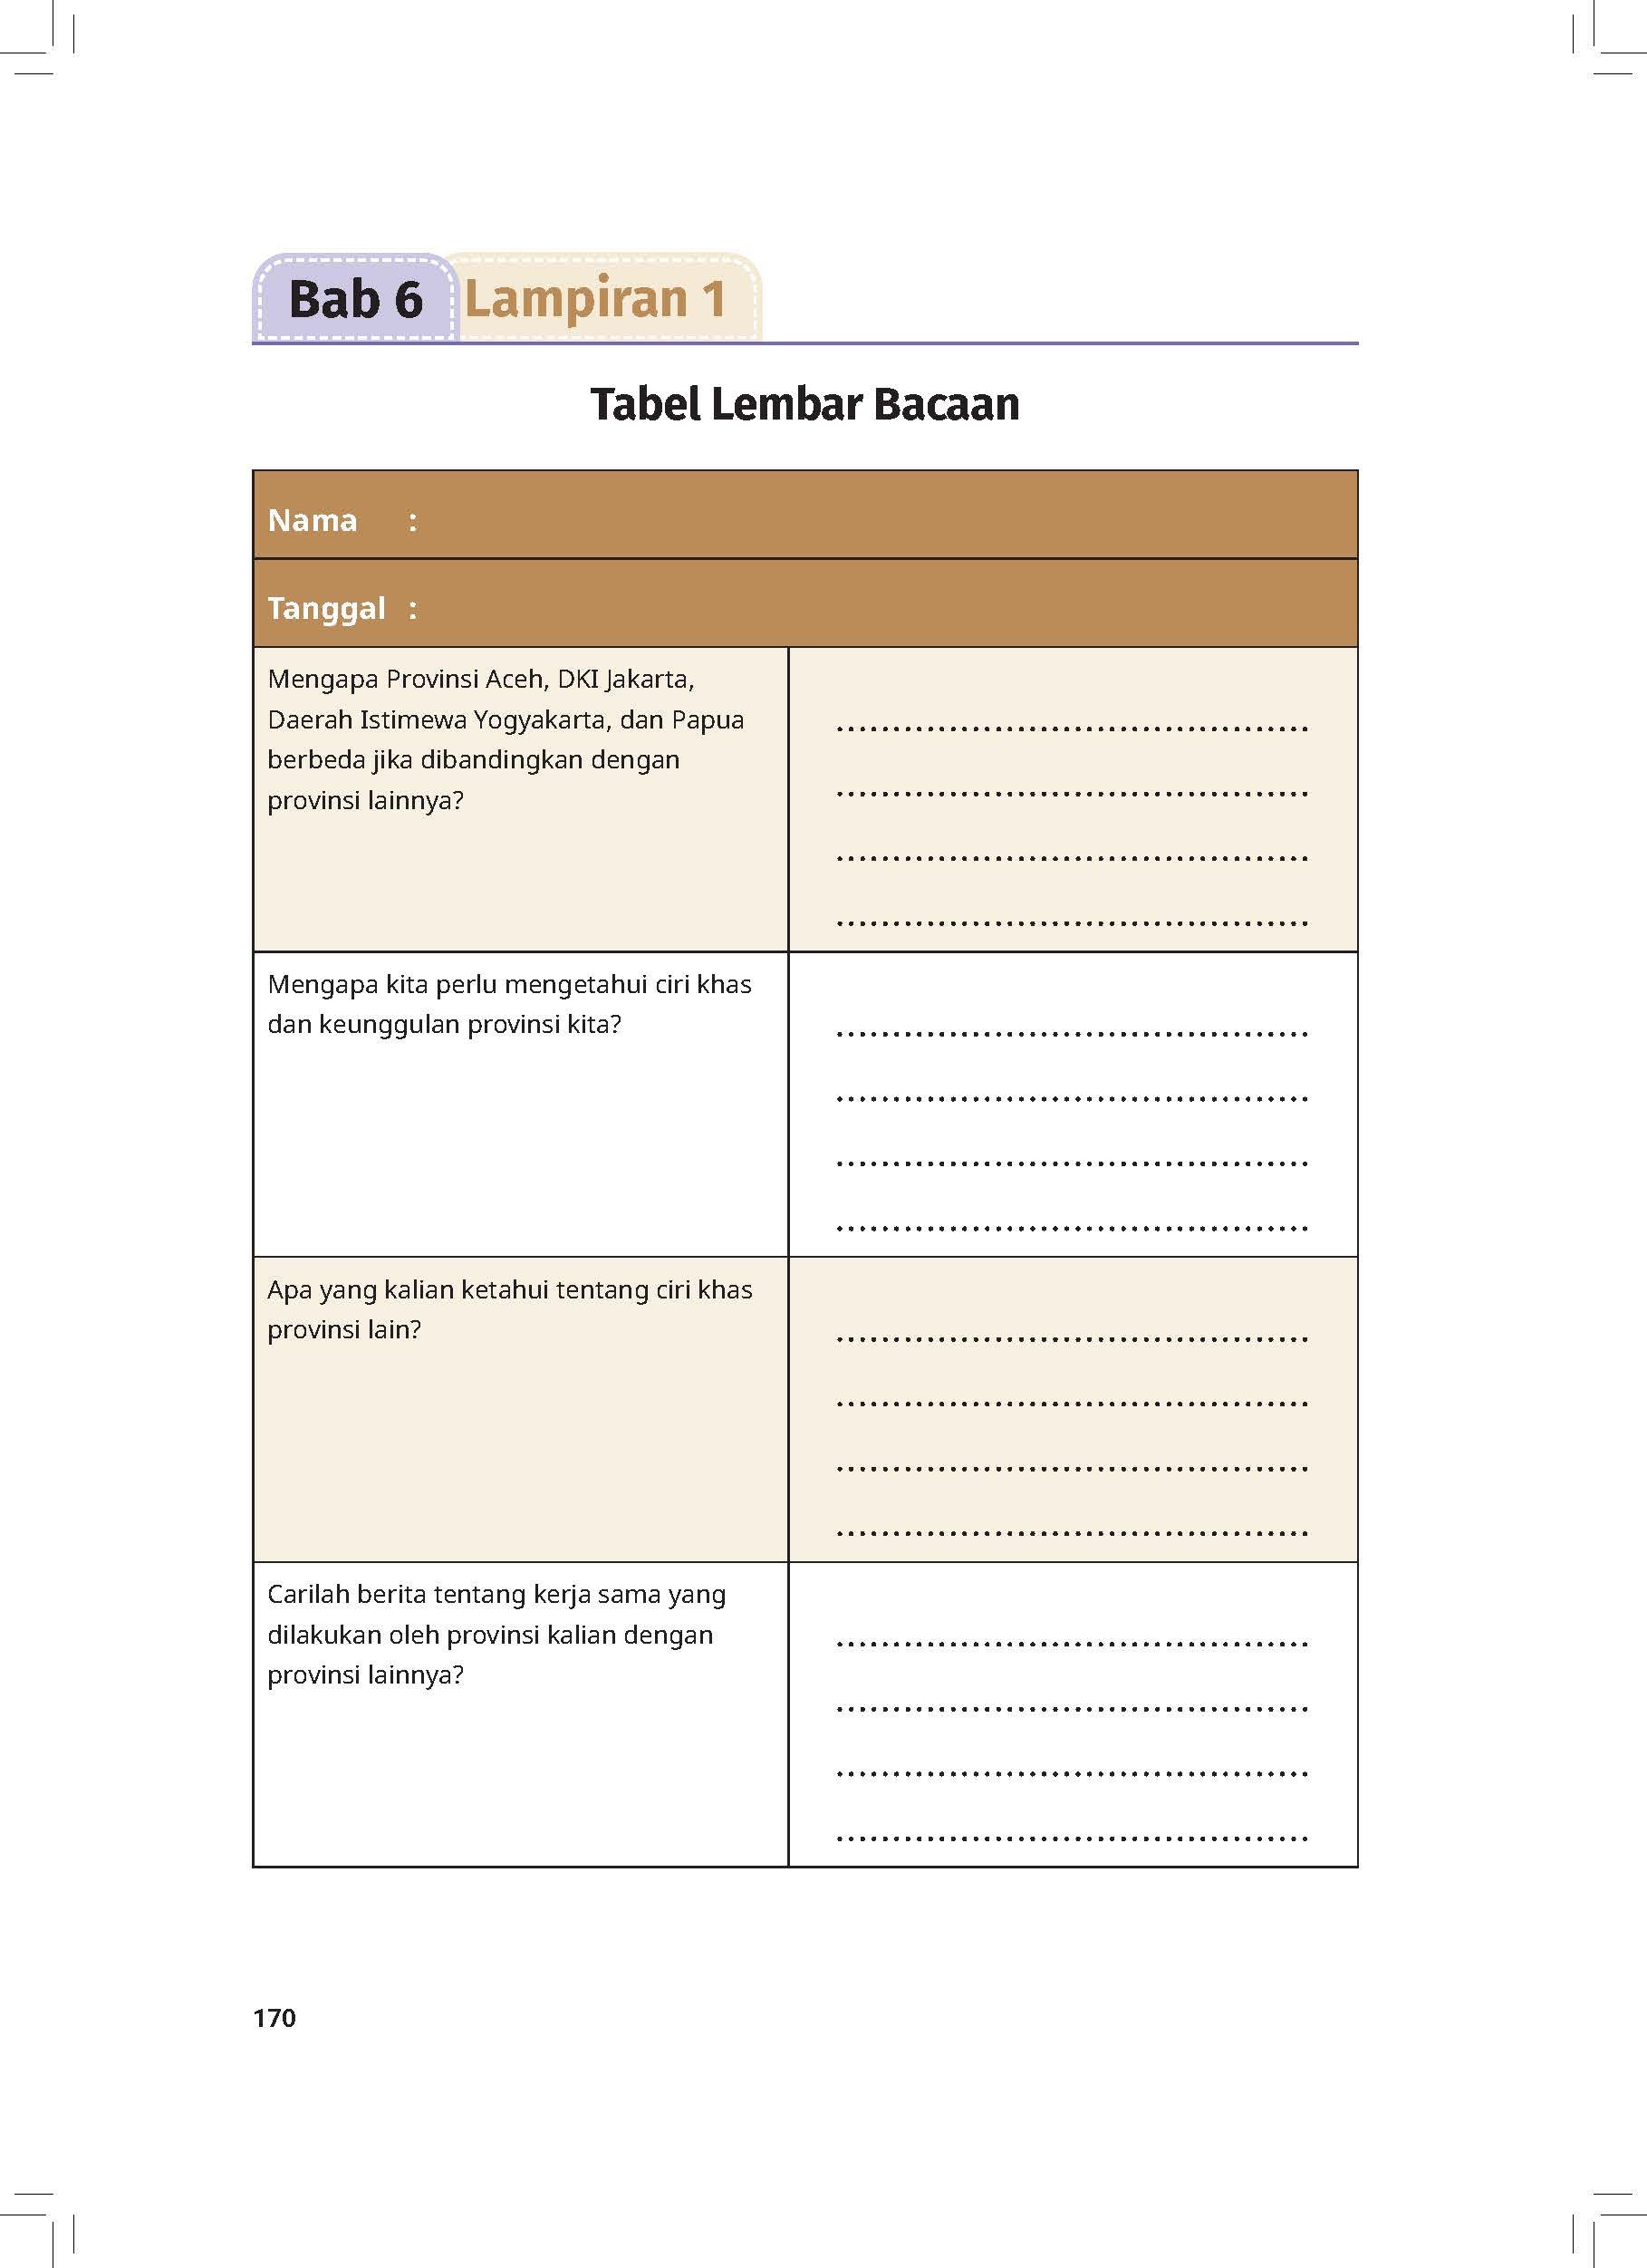 Bab 6 Lampiran 1
Tabel Lembar Bacaan
Nama :
Tanggal :
Mengapa Provinsi Aceh, DKI Jakarta,
Daerah Istimewa Yogyakarta, dan Papua
berbeda jika dibandingkan dengan
provinsi lainnya?
..........................................
..........................................
..........................................
..........................................
Mengapa kita perlu mengetahui ciri khas
dan keunggulan provinsi kita?
..........................................
..........................................
..........................................
..........................................
Apa yang kalian ketahui tentang ciri khas
provinsi lain?
..........................................
..........................................
..........................................
..........................................
Carilah berita tentang kerja sama yang
dilakukan oleh provinsi kalian dengan
provinsi lainnya?
..........................................
..........................................
..........................................
..........................................
170